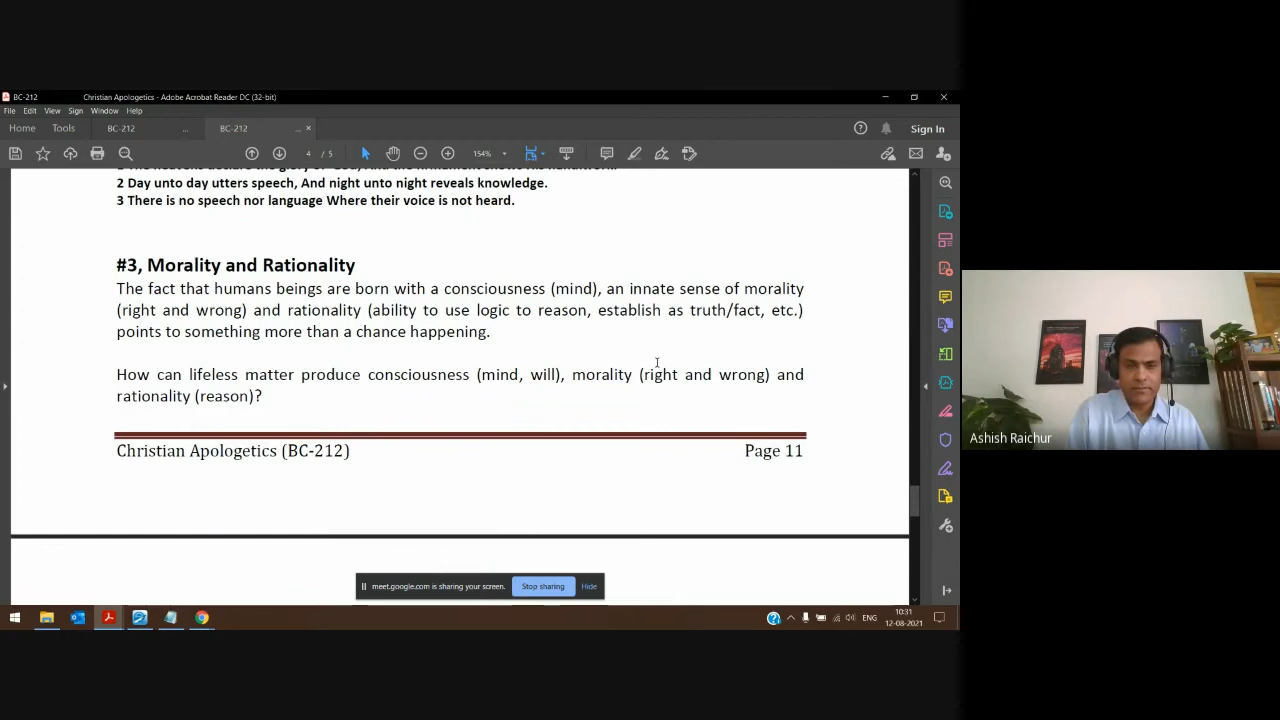 BC-212 Christian Apologetics - Adobe Acrobat Reader DC (32-bit)
File Edit View Sign Window Help
Home Tools BC-212 ... BC-212 ... × Sign In
4 / 5 154%
2 Day unto day utters speech, And night unto night reveals knowledge.
3 There is no speech nor language Where their voice is not heard.
#3, Morality and Rationality
The fact that humans beings are born with a consciousness (mind), an innate sense of morality
(right and wrong) and rationality (ability to use logic to reason, establish as truth/fact, etc.)
points to something more than a chance happening.
How can lifeless matter produce consciousness (mind, will), morality (right and wrong) and
rationality (reason)?
Christian Apologetics (BC-212) Page 11
meet.google.com is sharing your screen. Stop sharing Hide
ENG 10:31
12-08-2021
Ashish Raichur